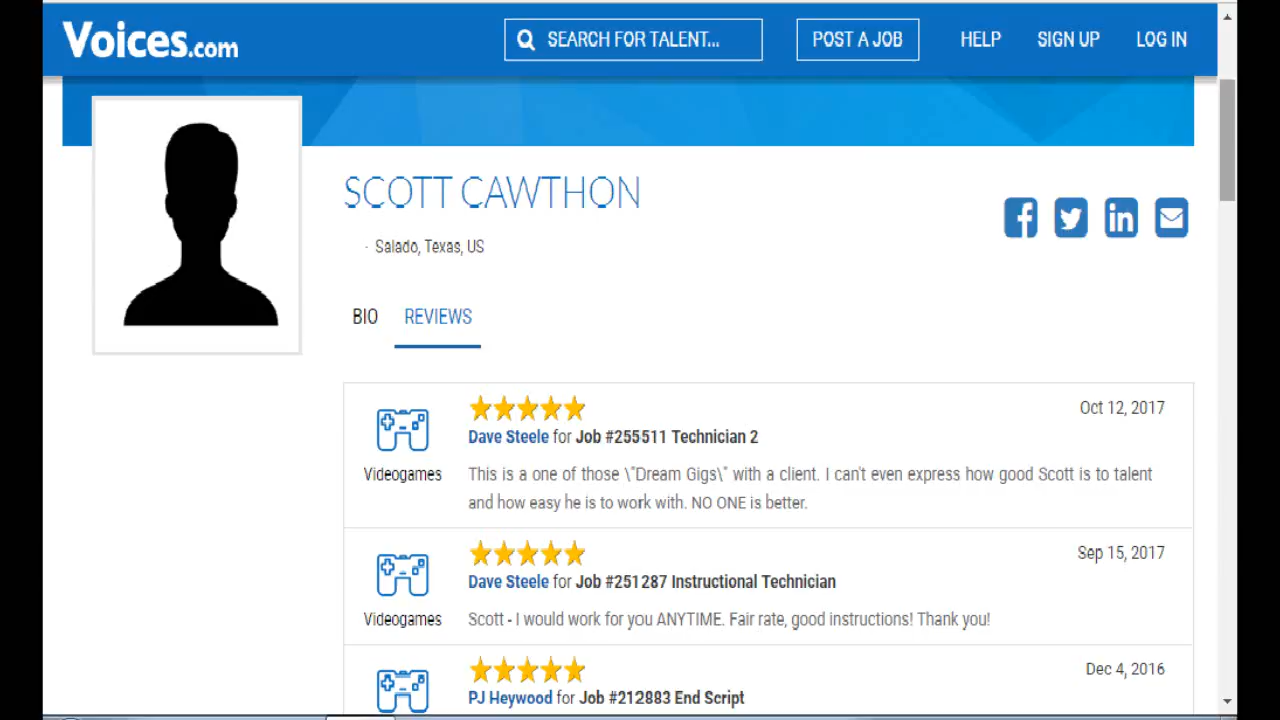 Voices.com
SEARCH FOR TALENT...
POST A JOB
HELP
SIGN UP
LOG IN
SCOTT CAWTHON
- Salado, Texas, US
BIO
REVIEWS
Oct 12, 2017
Dave Steele for Job #255511 Technician 2
Videogames
This is a one of those \"Dream Gigs\" with a client. I can't even express how good Scott is to talent
and how easy he is to work with. NO ONE is better.
Sep 15, 2017
Dave Steele for Job #251287 Instructional Technician
Videogames
Scott - I would work for you ANYTIME. Fair rate, good instructions! Thank you!
Dec 4, 2016
PJ Heywood for Job #212883 End Script